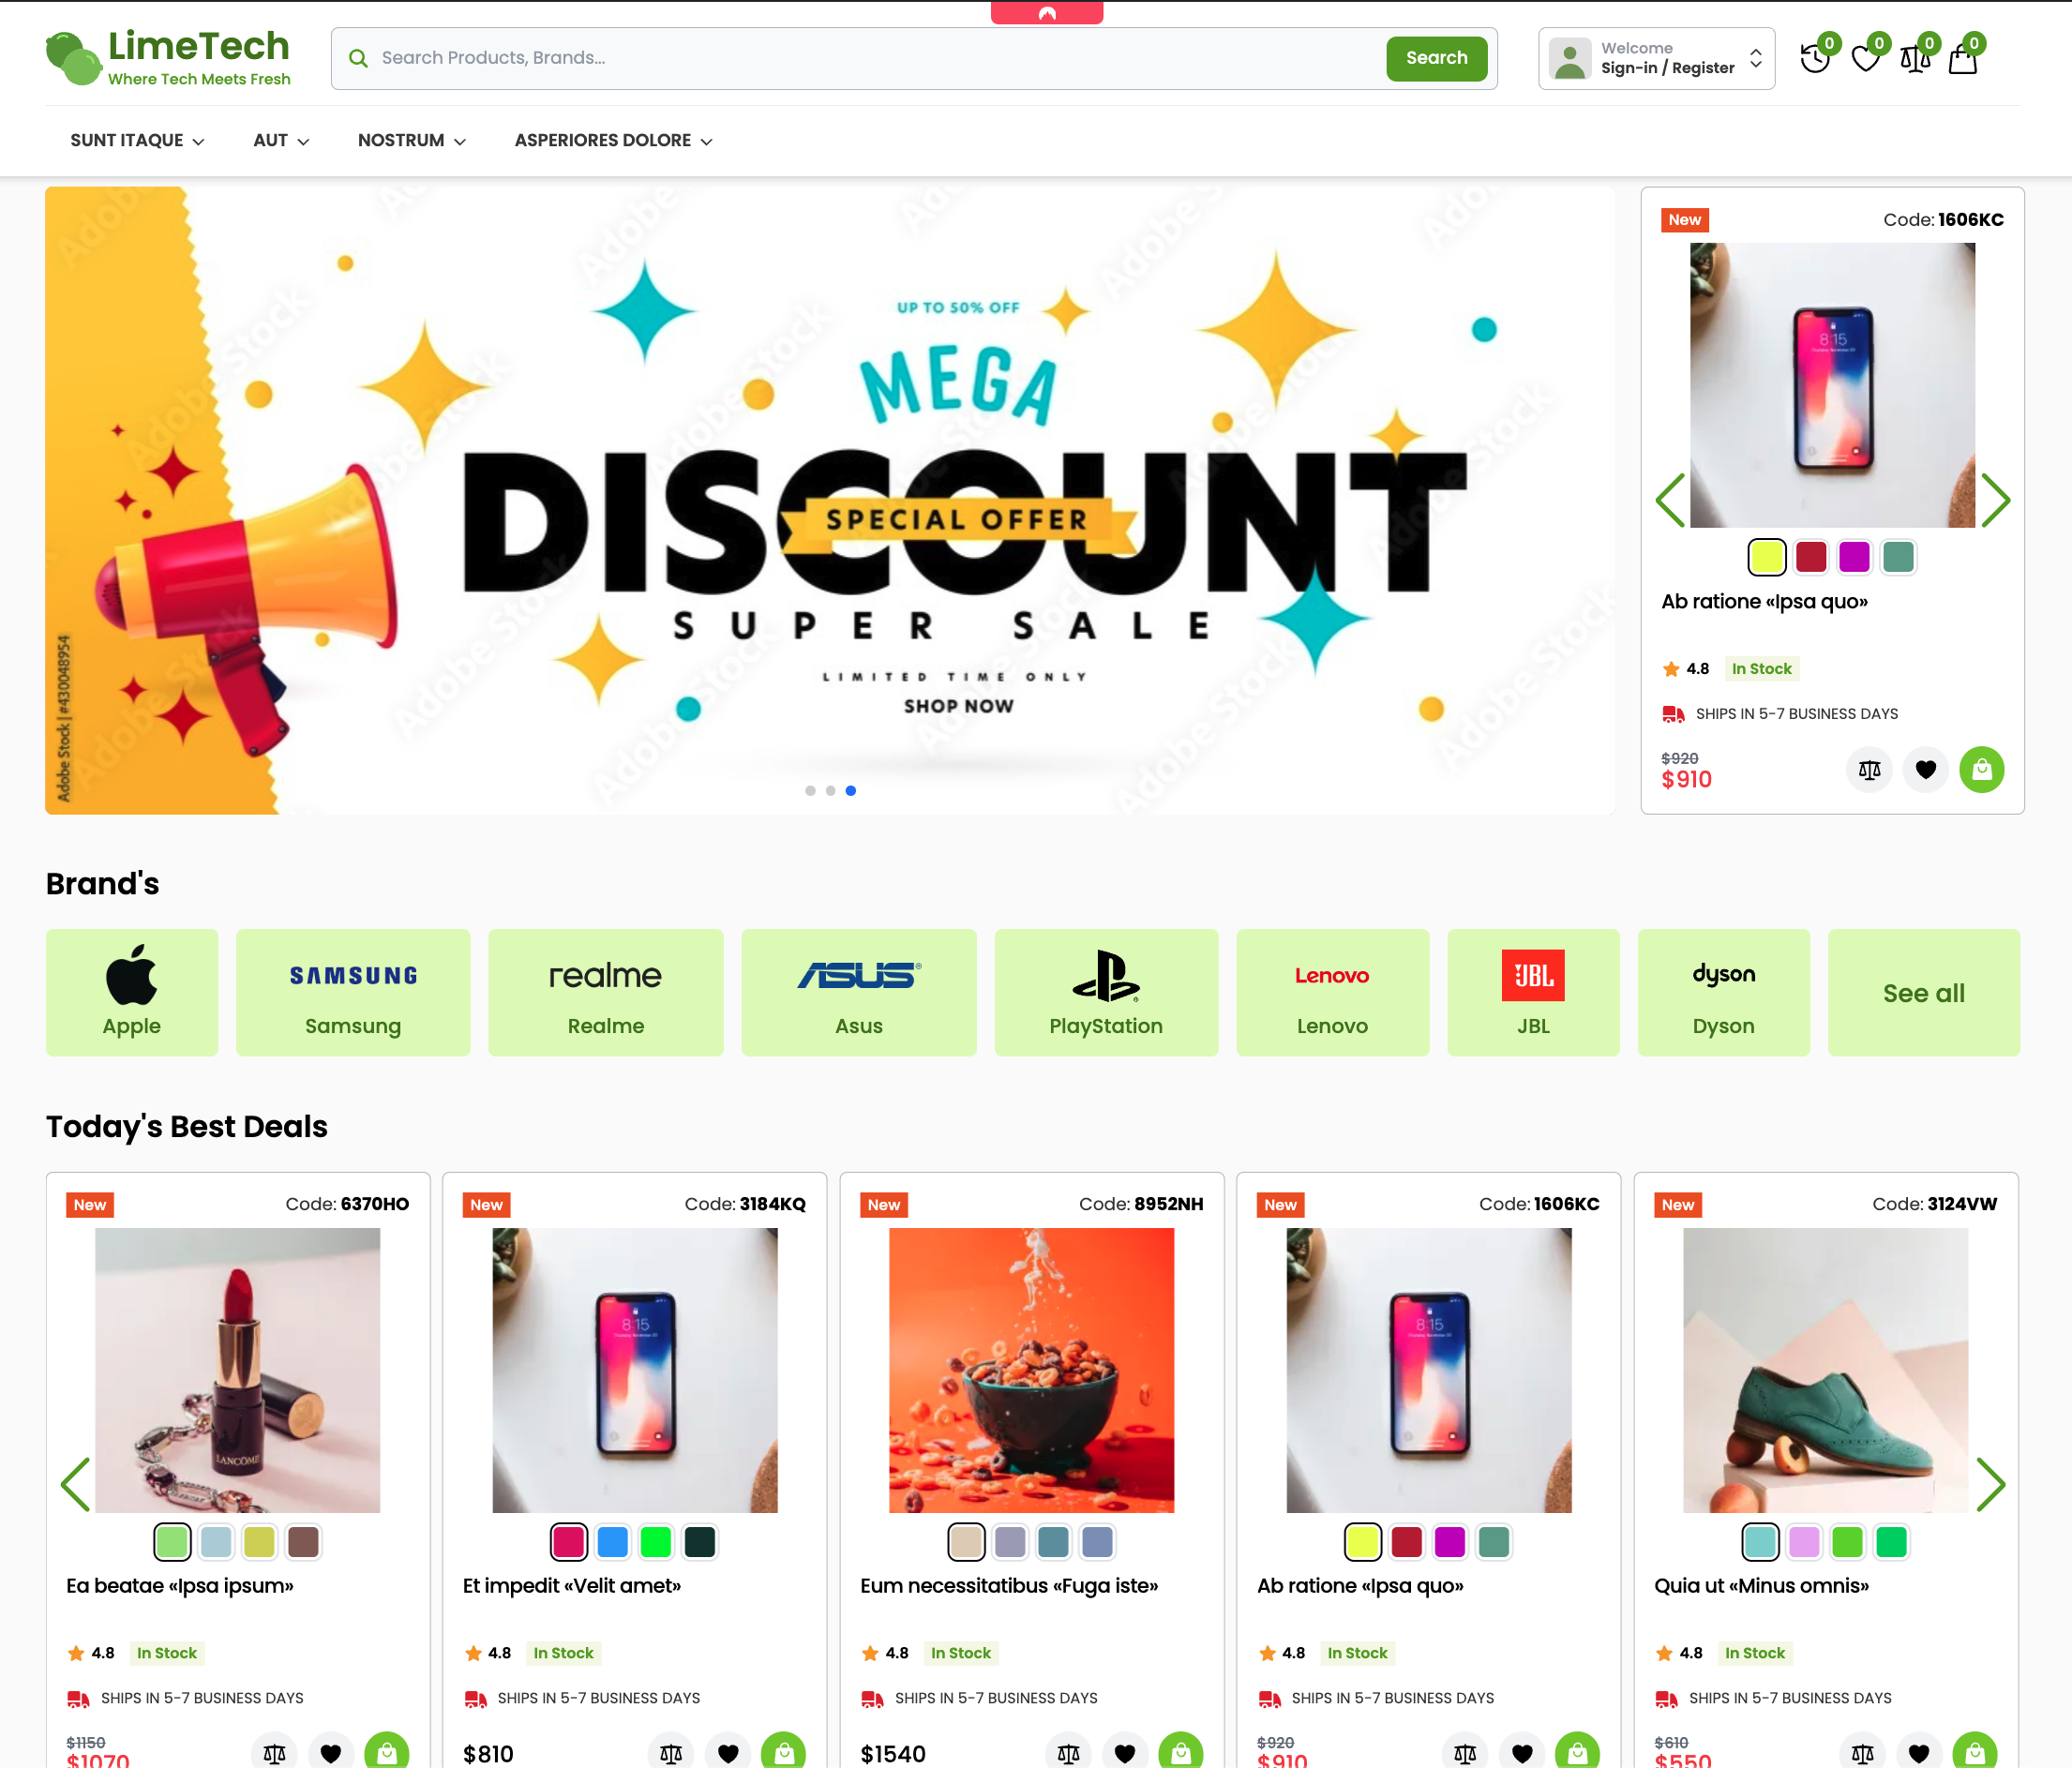 LimeTech
Where Tech Meets Fresh
Search Products, Brands...
Search
Welcome
Sign-in / Register
0
0
0
0
SUNT ITAQUE
AUT
NOSTRUM
ASPERIORES DOLORE
UP TO 50% OFF
MEGA
DISCOUNT
SPECIAL OFFER
SUPER SALE
LIMITED TIME ONLY
SHOP NOW
Adobe Stock | #430048954
Adobe Stock
New
Code: 1606KC
8:15
Ab ratione «Ipsa quo»
4.8
In Stock
SHIPS IN 5-7 BUSINESS DAYS
$920
$910
Brand's
Apple
SAMSUNG
Samsung
realme
Realme
ASUS
Asus
PlayStation
Lenovo
Lenovo
JBL
JBL
dyson
Dyson
See all
Today's Best Deals
New
Code: 6370HO
LANCÔME
Ea beatae «Ipsa ipsum»
4.8
In Stock
SHIPS IN 5-7 BUSINESS DAYS
$1150
$1070
New
Code: 3184KQ
8:15
Et impedit «Velit amet»
4.8
In Stock
SHIPS IN 5-7 BUSINESS DAYS
$810
New
Code: 8952NH
Eum necessitatibus «Fuga iste»
4.8
In Stock
SHIPS IN 5-7 BUSINESS DAYS
$1540
New
Code: 1606KC
8:15
Ab ratione «Ipsa quo»
4.8
In Stock
SHIPS IN 5-7 BUSINESS DAYS
$920
$910
New
Code: 3124VW
Quia ut «Minus omnis»
4.8
In Stock
SHIPS IN 5-7 BUSINESS DAYS
$610
$550